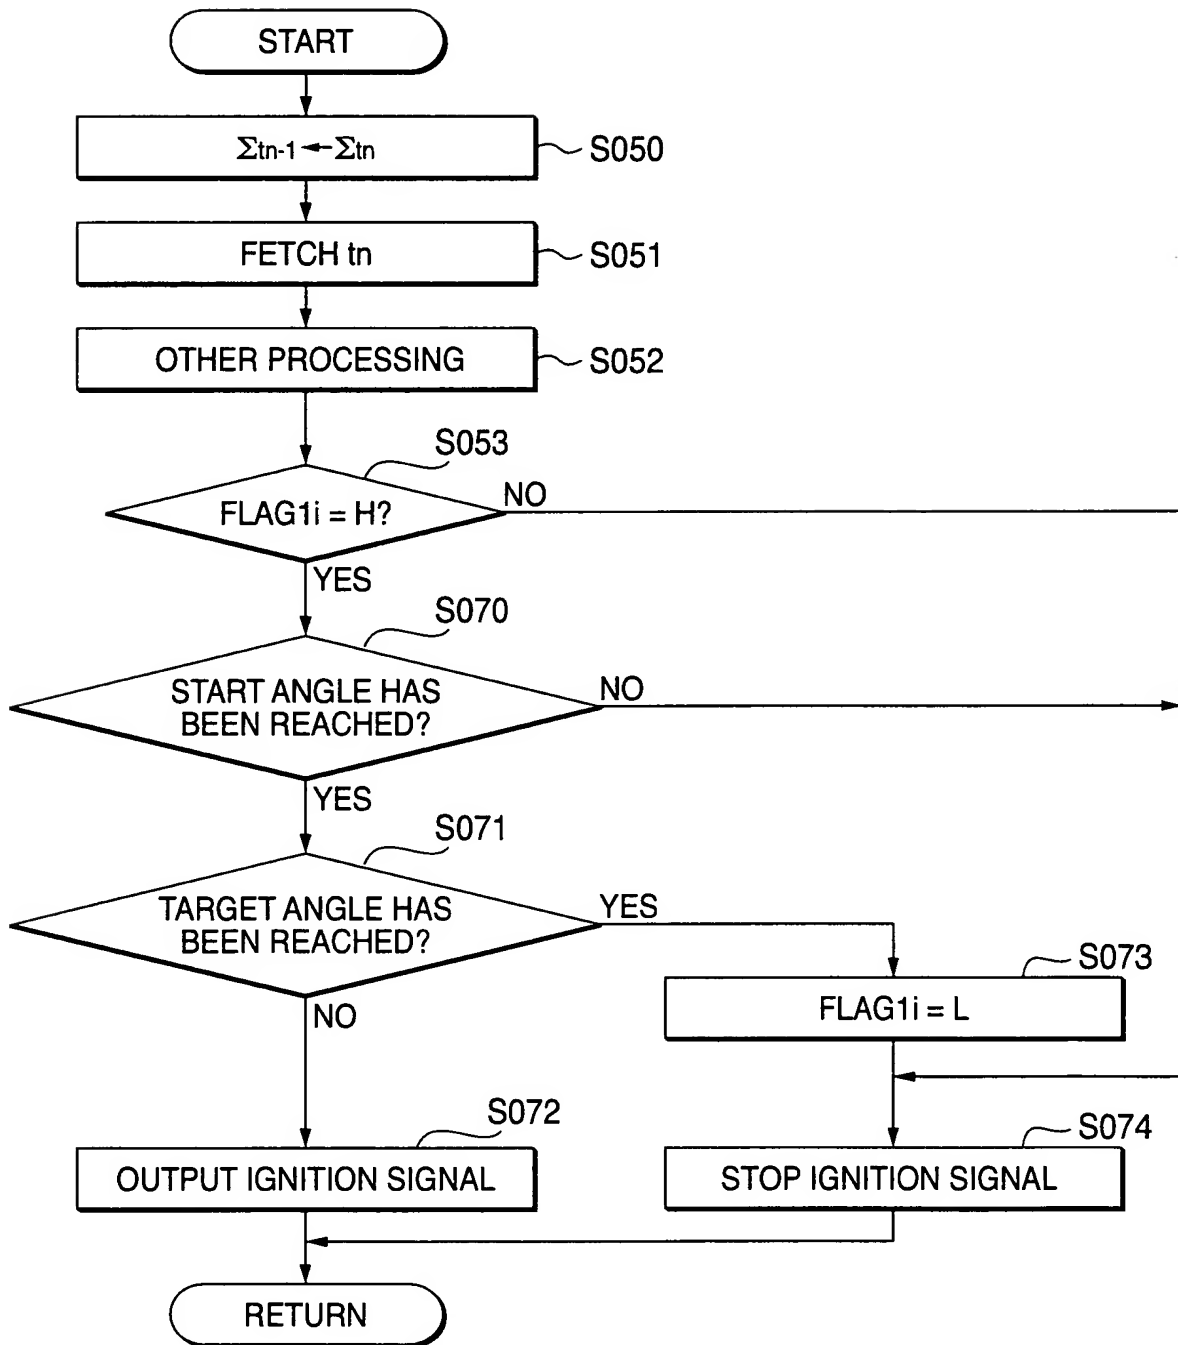 START
Σtn-1 ← Σtn
S050
FETCH tn
S051
OTHER PROCESSING
S052
S053
FLAG1i = H?
NO
YES
S070
START ANGLE HAS
BEEN REACHED?
NO
YES
S071
TARGET ANGLE HAS
BEEN REACHED?
YES
NO
S073
FLAG1i = L
S072
OUTPUT IGNITION SIGNAL
S074
STOP IGNITION SIGNAL
RETURN